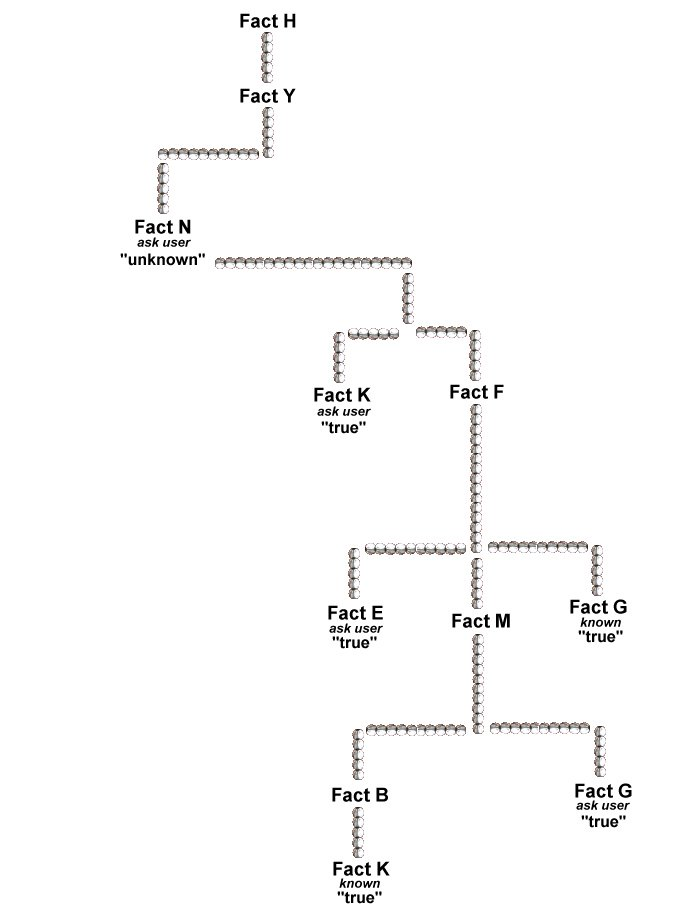 Fact H
Fact Y
Fact N
ask user
"unknown"
Fact K
ask user
"true"
Fact F
Fact E
ask user
"true"
Fact M
Fact G
known
"true"
Fact B
Fact K
known
"true"
Fact G
ask user
"true"